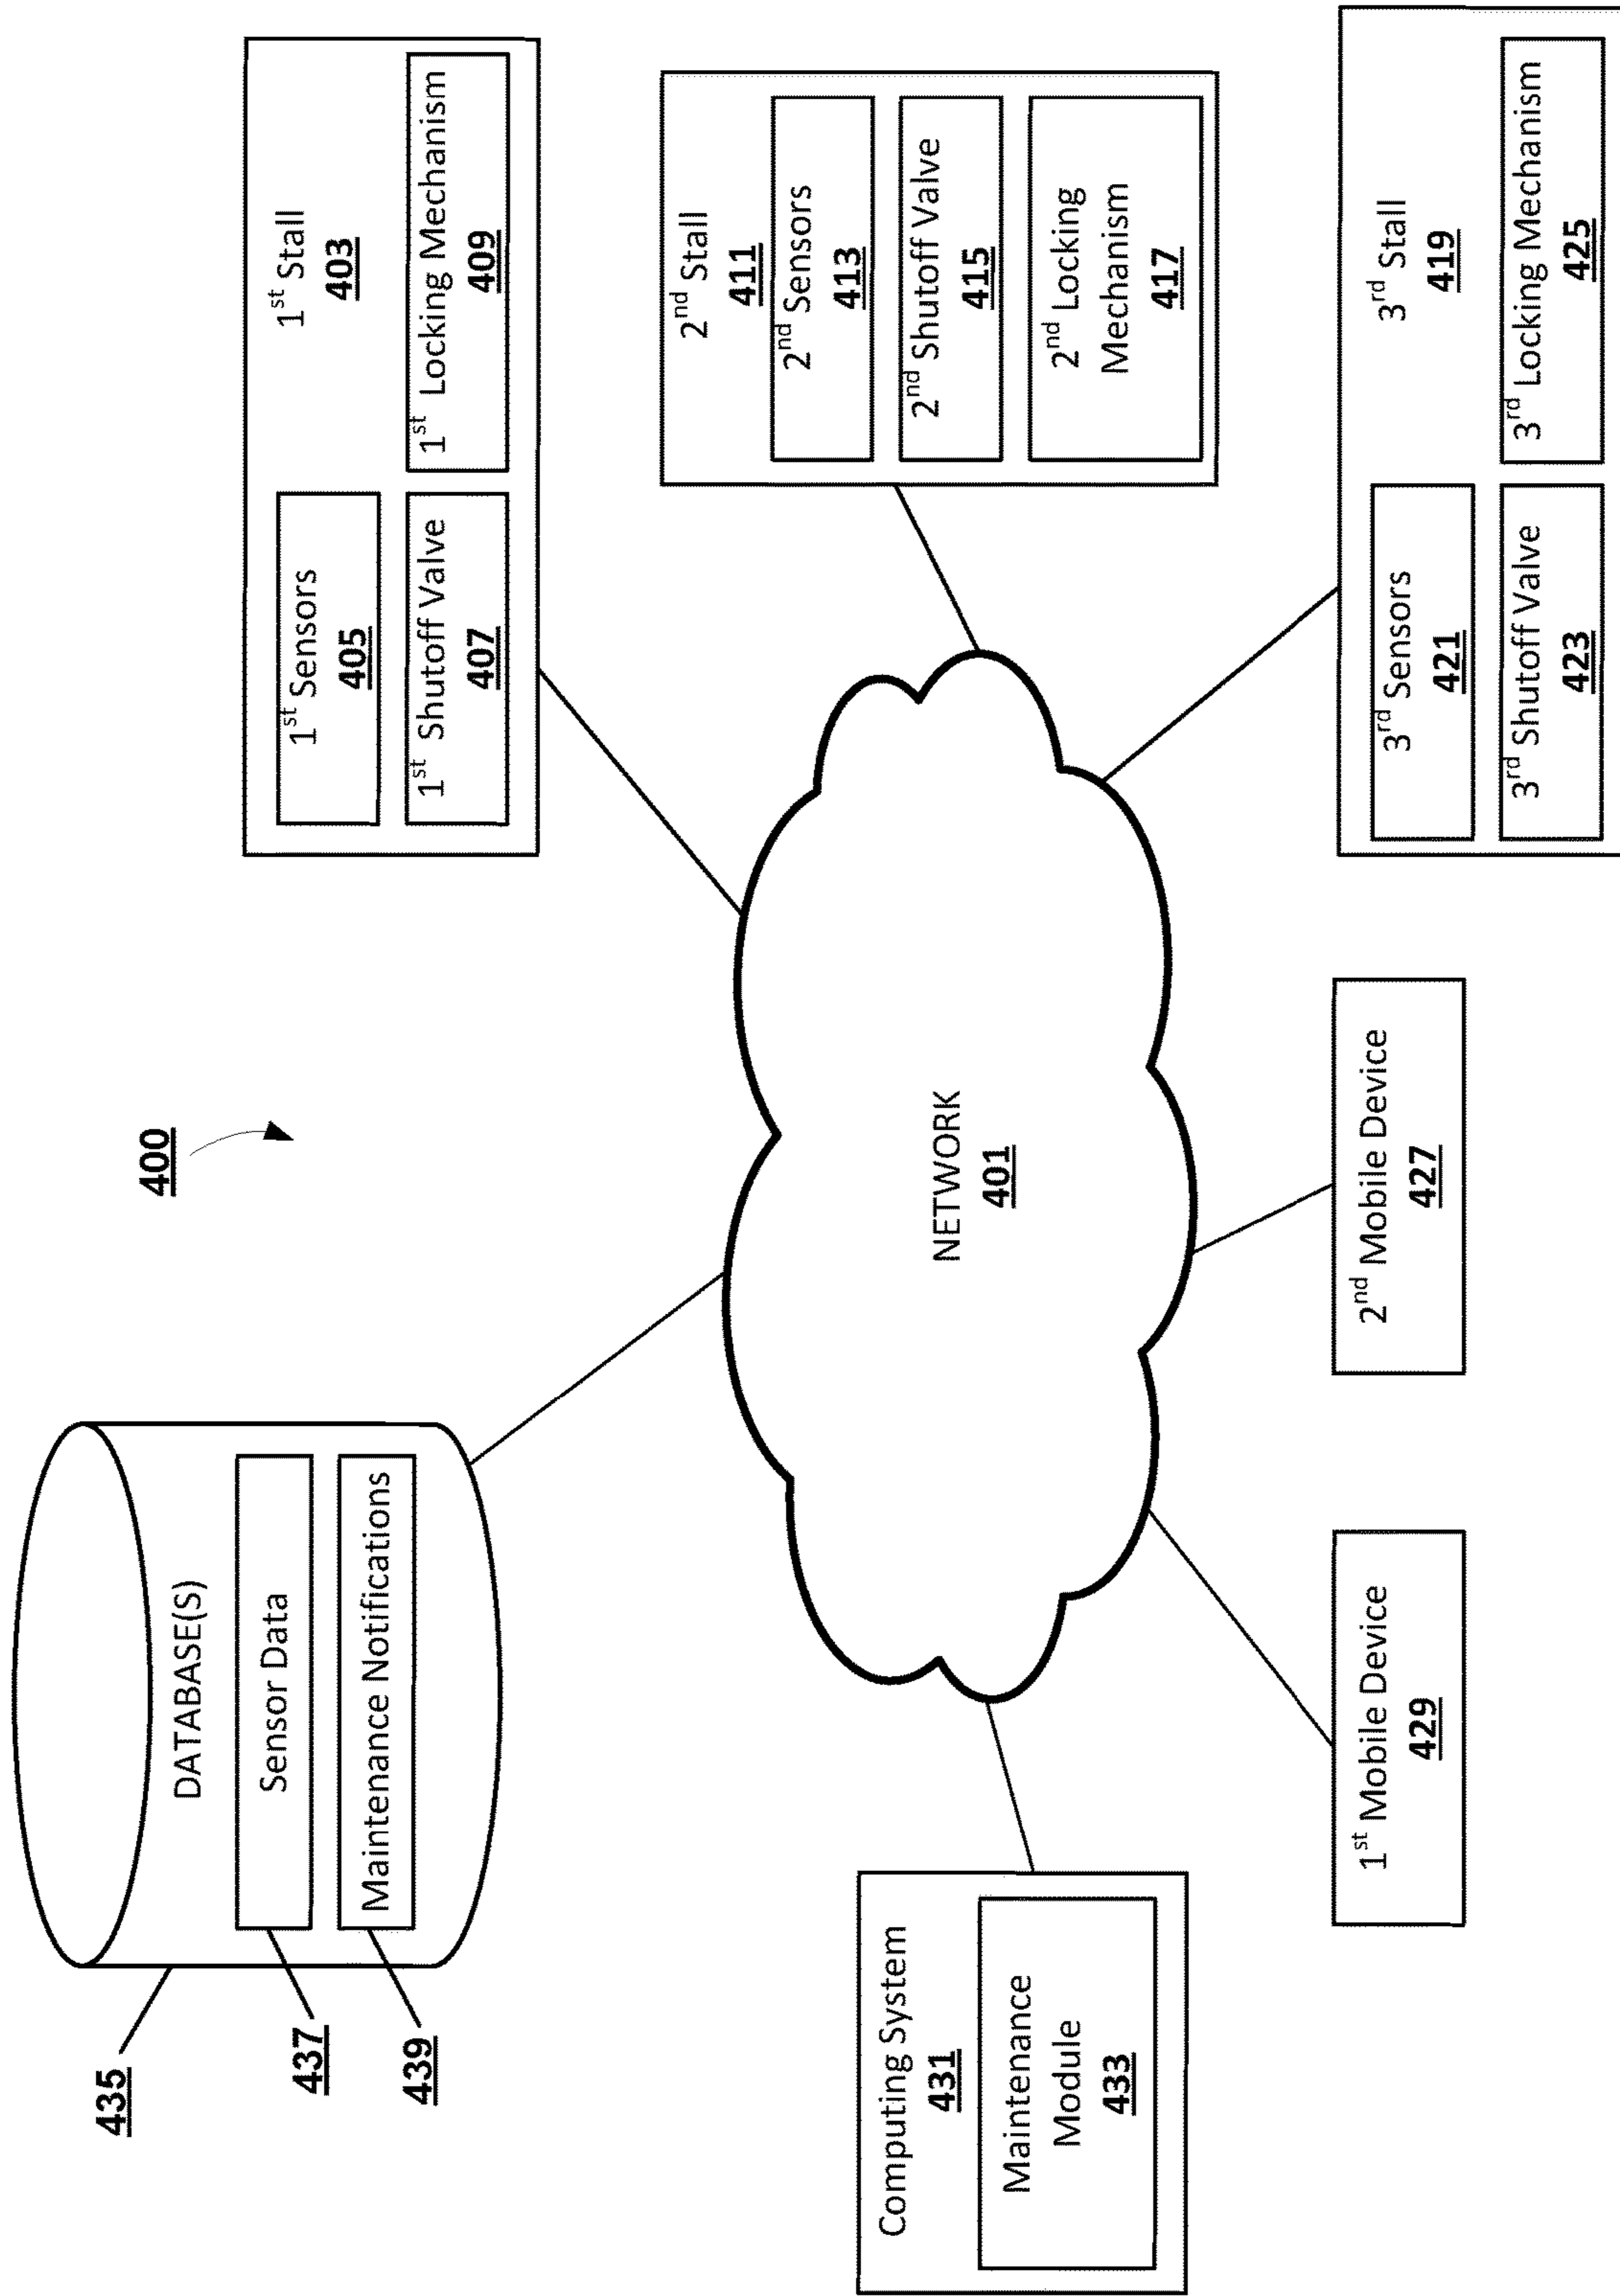 400
DATABASE(S)
Sensor Data
Maintenance Notifications
435
437
439
1st Stall
403
1st Sensors
405
1st Shutoff Valve
407
1st Locking Mechanism
409
2nd Stall
411
2nd Sensors
413
2nd Shutoff Valve
415
2nd Locking
Mechanism
417
NETWORK
401
Computing System
431
Maintenance
Module
433
1st Mobile Device
429
2nd Mobile Device
427
3rd Stall
419
3rd Sensors
421
3rd Shutoff Valve
423
3rd Locking Mechanism
425